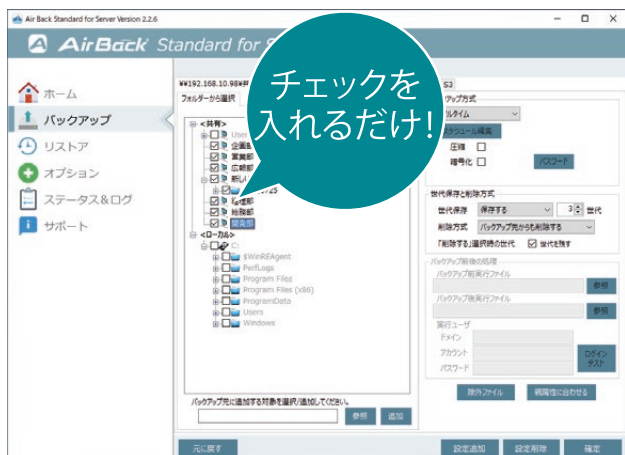 Air Back Standard for Server Version 2.2.6
AirBack Standard for S
チェックを
入れるだけ!
ホーム
バックアップ
リストア
オプション
ステータス&ログ
サポート
¥¥192.168.10.98¥
S3
フォルダーから選択
<共有>
User
企画
営業部
広報部
新しい
25
経理部
総務部
開発部
<ローカル>
C:
$WinREAgent
PerfLogs
Program Files
Program Files (x86)
ProgramData
Users
Windows
バックアップ元に追加する対象を選択/追加してください。
参照
追加
アップ方式
ルタイム
スケジュール編集
圧縮
暗号化
パスワード
世代保存と削除方式
世代保存 保存する 3 世代
削除方式 バックアップ先からも削除する
「削除する」選択時の世代 世代を残す
バックアップ前後の処理
バックアップ前実行ファイル
参照
バックアップ後実行ファイル
参照
実行ユーザ
ドメイン
アカウント
パスワード
ログイン
テスト
除外ファイル
親属性に合わせる
元に戻す
設定追加
設定削除
確定